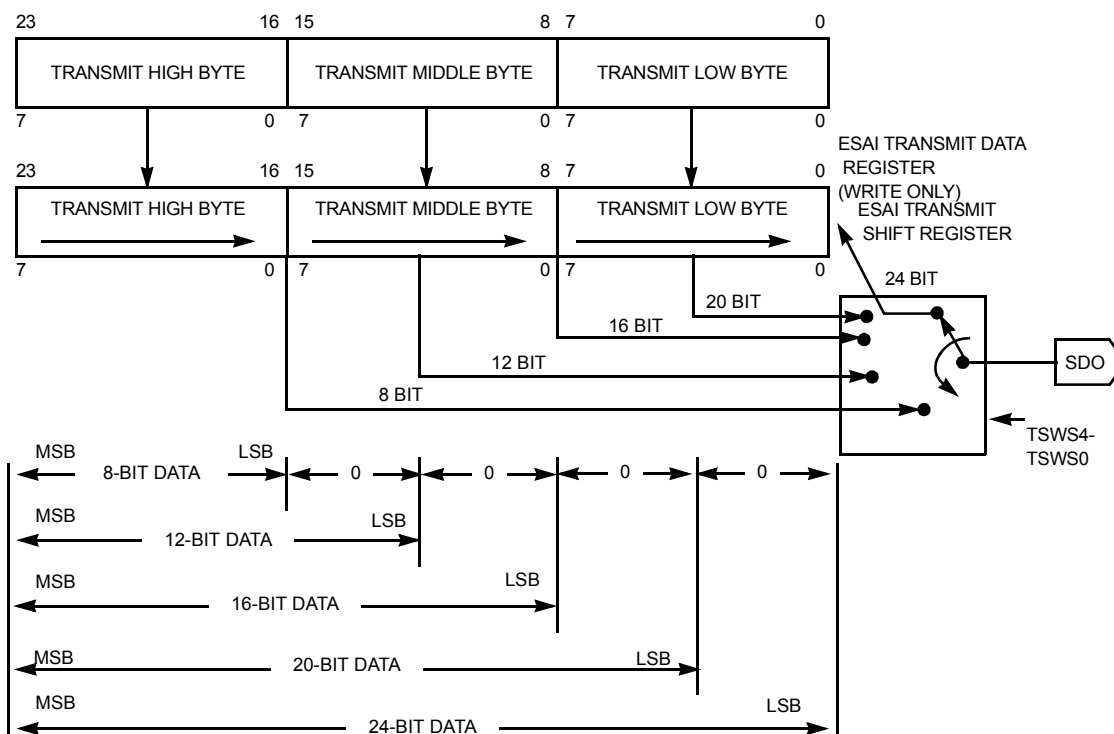 23 16 15 8 7 0
TRANSMIT HIGH BYTE TRANSMIT MIDDLE BYTE TRANSMIT LOW BYTE
7 0 7 0 7 0
ESAI TRANSMIT DATA
REGISTER
(WRITE ONLY)
23 16 15 8 7 0
TRANSMIT HIGH BYTE TRANSMIT MIDDLE BYTE TRANSMIT LOW BYTE
ESAI TRANSMIT
SHIFT REGISTER
7 0 7 0 7 0
24 BIT
20 BIT
16 BIT
12 BIT
8 BIT
SDO
TSWS4-
TSWS0
MSB LSB
8-BIT DATA 0 0 0 0
MSB LSB
12-BIT DATA
MSB LSB
16-BIT DATA
MSB LSB
20-BIT DATA
MSB LSB
24-BIT DATA